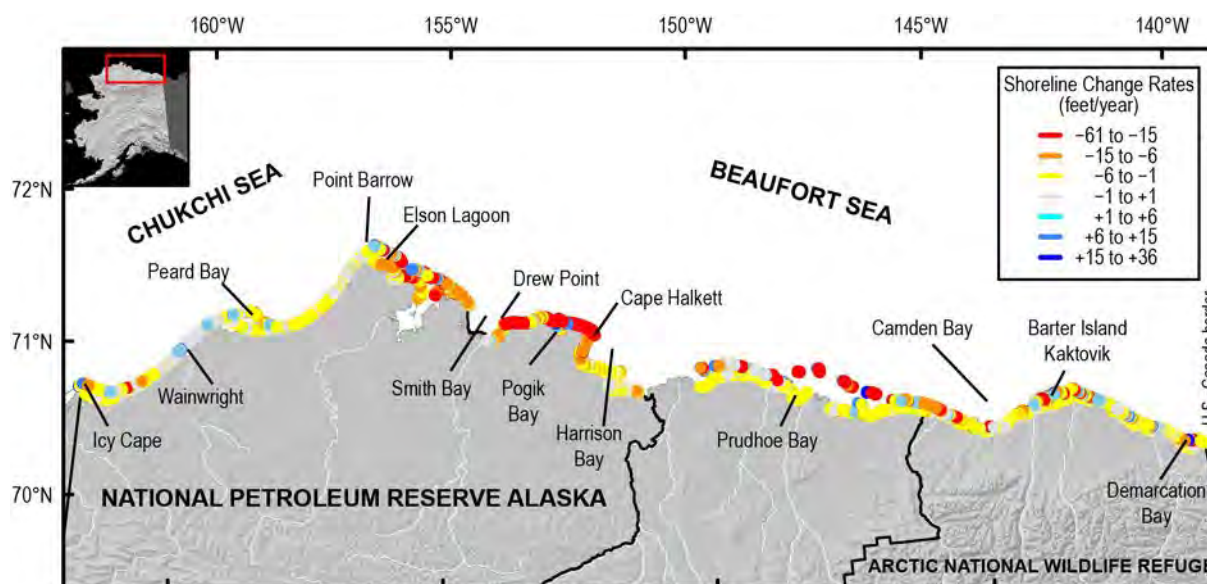 160°W
155°W
150°W
145°W
140°W
Shoreline Change Rates
(feet/year)
−61 to −15
−15 to −6
−6 to −1
−1 to +1
+1 to +6
+6 to +15
+15 to +36
72°N
71°N
70°N
CHUKCHI SEA
BEAUFORT SEA
Point Barrow
Elson Lagoon
Peard Bay
Drew Point
Cape Halkett
Camden Bay
Barter Island
Kaktovik
U.S. Canada border
Wainwright
Smith Bay
Pogik
Bay
Icy Cape
Harrison
Bay
Prudhoe Bay
Demarcation
Bay
NATIONAL PETROLEUM RESERVE ALASKA
ARCTIC NATIONAL WILDLIFE REFUGE